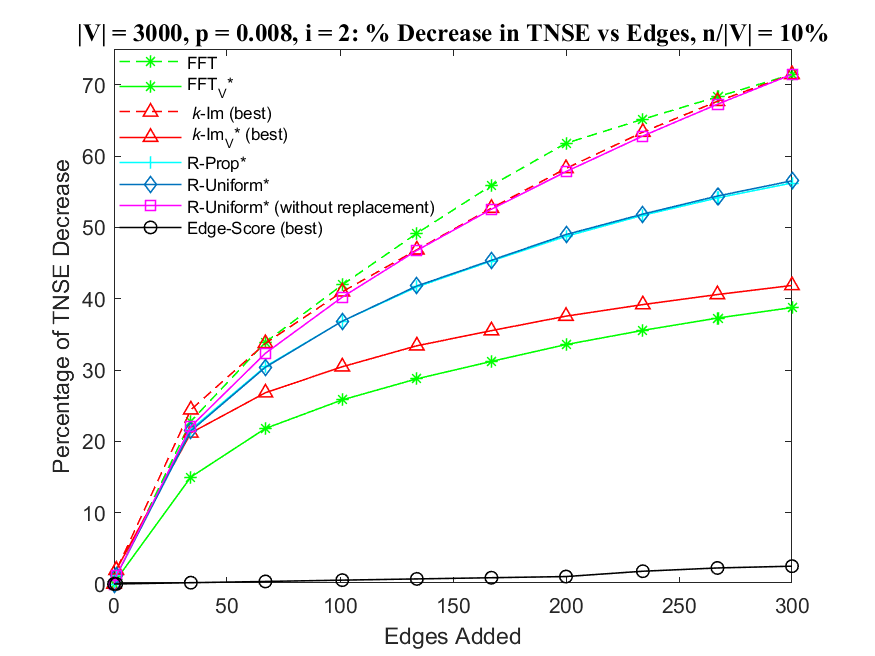 |V| = 3000, p = 0.008, i = 2: % Decrease in TNSE vs Edges, n/|V| = 10%
FFT
FFT_V*
k-Im (best)
k-Im_V* (best)
R-Prop*
R-Uniform*
R-Uniform* (without replacement)
Edge-Score (best)
Percentage of TNSE Decrease
70
60
50
40
30
20
10
0
0 50 100 150 200 250 300
Edges Added